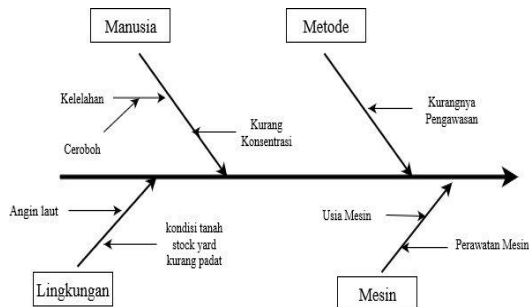 Manusia
Metode
Kelelahan
Ceroboh
Kurang
Konsentrasi
Kurangnya
Pengawasan
Angin laut
kondisi tanah
stock yard
kurang padat
Usia Mesin
Perawatan Mesin
Lingkungan
Mesin